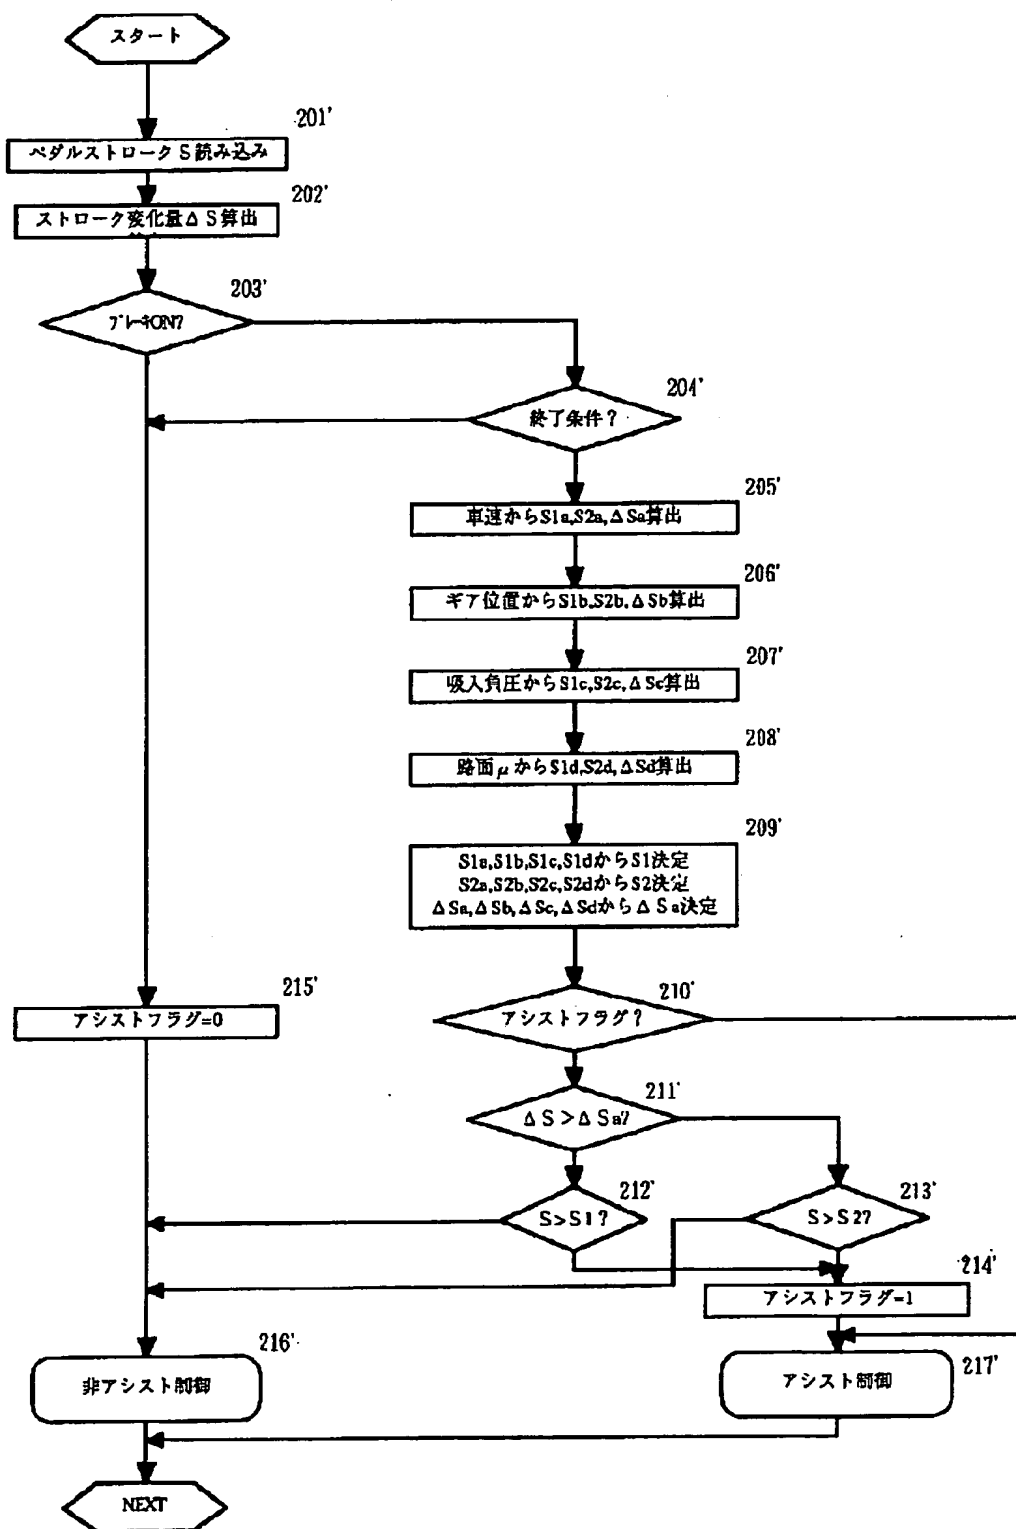 スタート
201'
ペダルストロークS読み込み
202'
ストローク変化量ΔS算出
203'
ブレーキON?
204'
終了条件?
205'
車速からS1a,S2a,ΔSa算出
206'
ギア位置からS1b,S2b,ΔSb算出
207'
吸入負圧からS1c,S2c,ΔSc算出
208'
路面μからS1d,S2d,ΔSd算出
209'
S1a,S1b,S1c,S1dからS1決定
S2a,S2b,S2c,S2dからS2決定
ΔSa,ΔSb,ΔSc,ΔSdからΔSa決定
215'
アシストフラグ=0
210'
アシストフラグ?
211'
ΔS>ΔSa?
212'
S>S1?
213'
S>S2?
214'
アシストフラグ=1
216'
非アシスト制御
217'
アシスト制御
NEXT